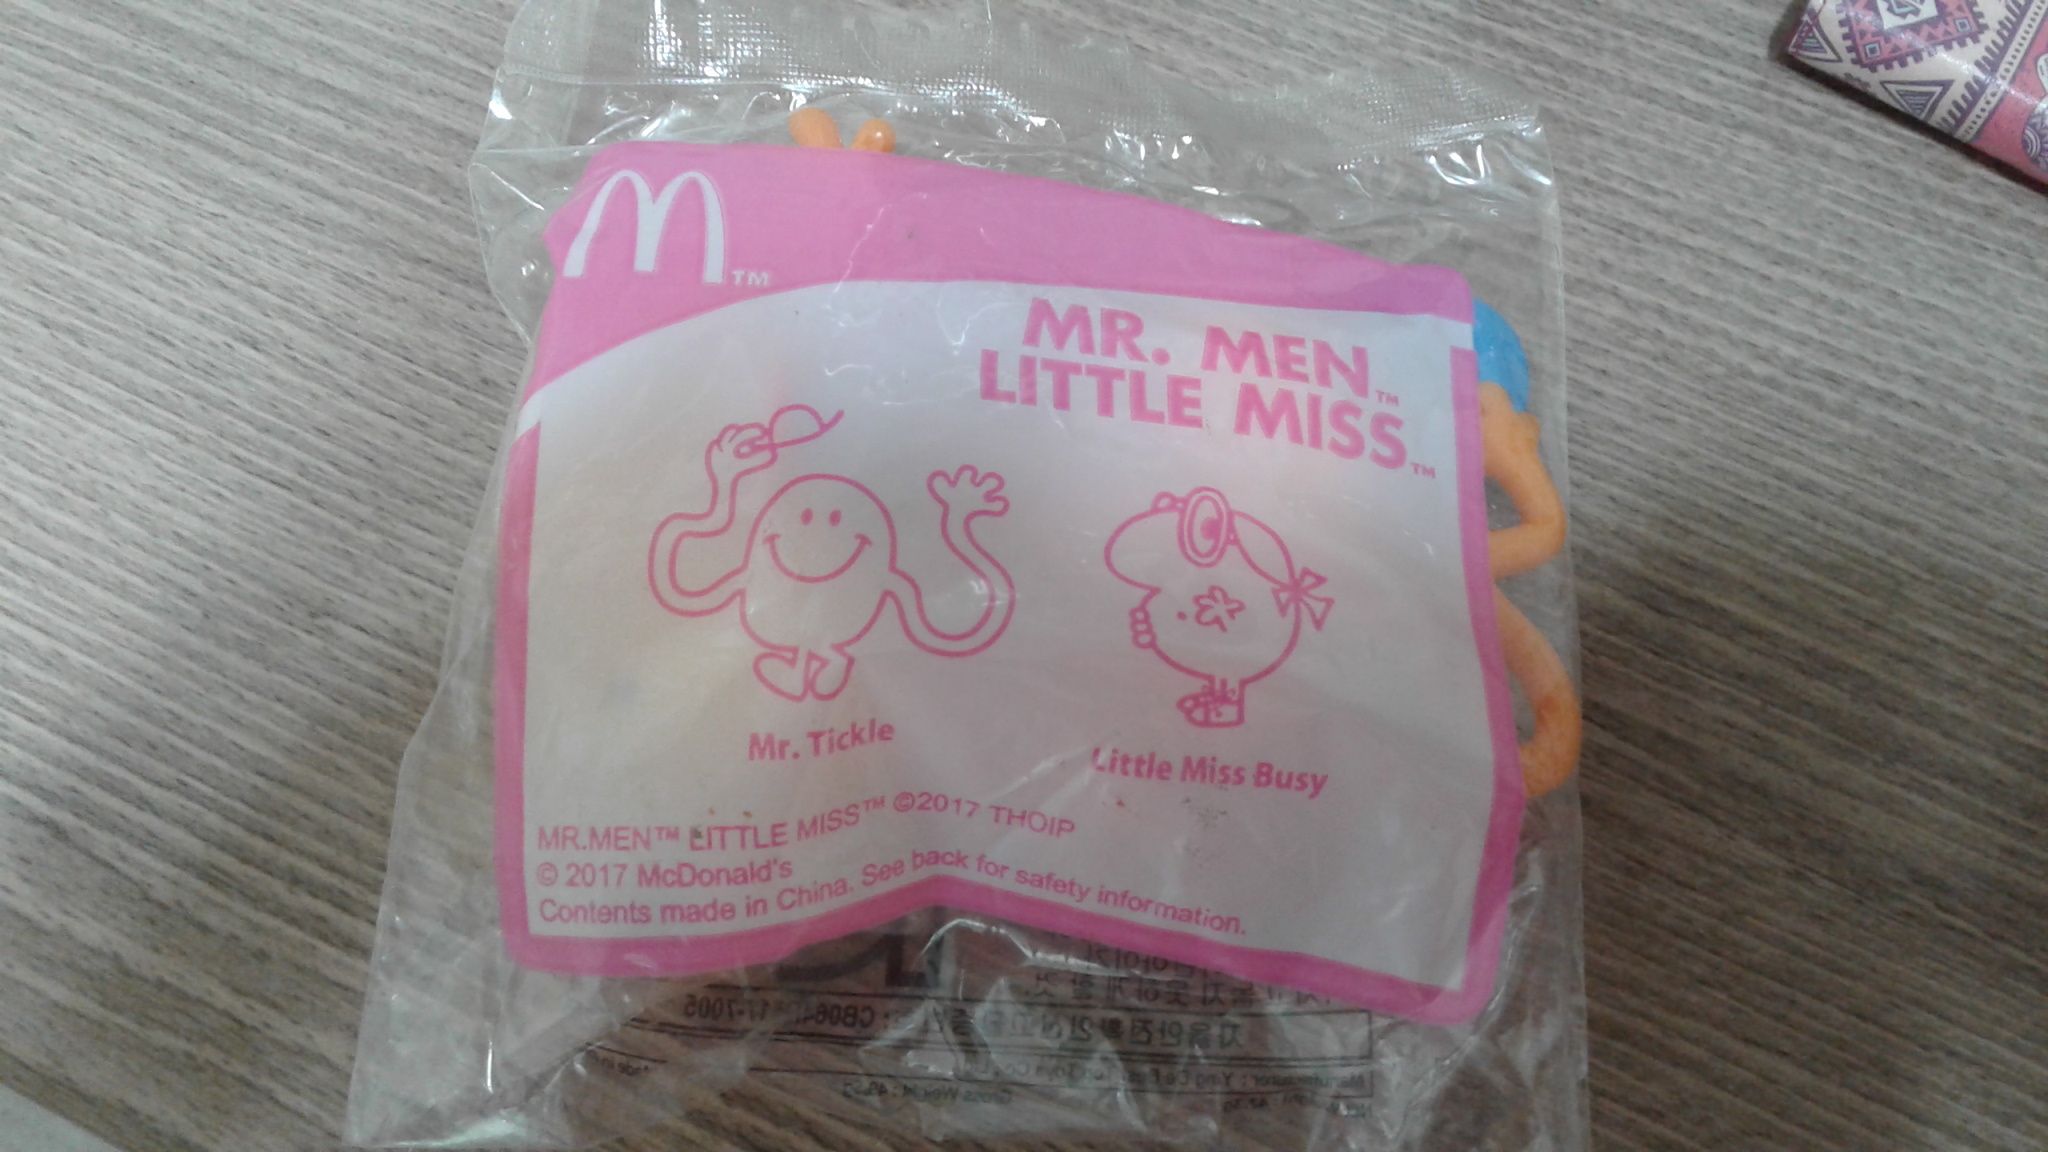 M™
MR. MEN™
LITTLE MISS™
Mr. Tickle
Little Miss Busy
MR.MEN™ LITTLE MISS™ ©2017 THOIP
© 2017 McDonald's
Contents made in China. See back for safety information.